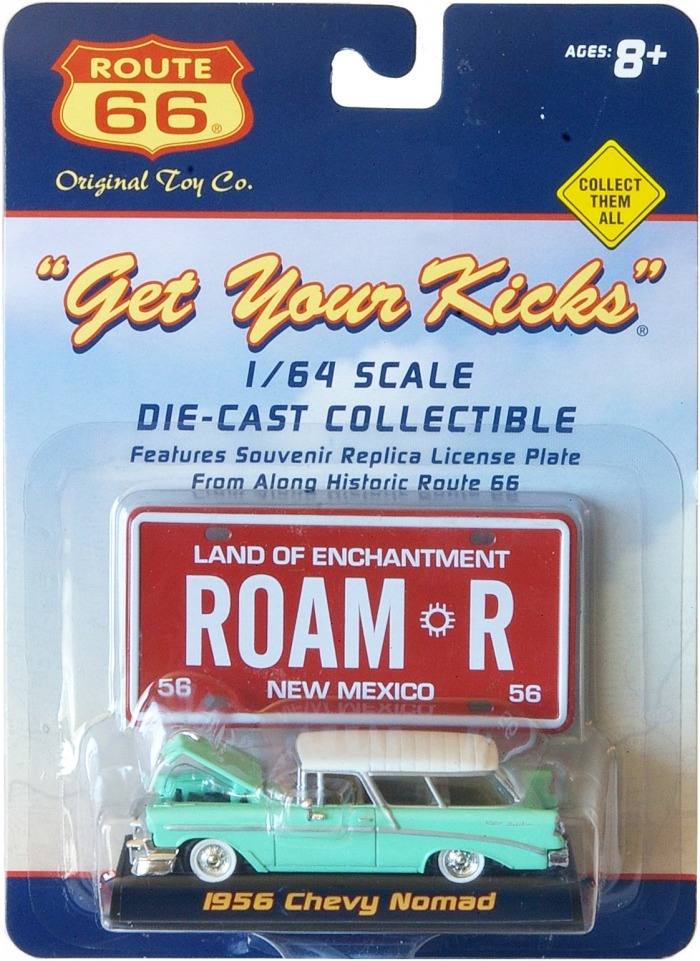 ROUTE
66®
Original Toy Co.
AGES: 8+
COLLECT
THEM
ALL
"Get Your Kicks"®
1/64 SCALE
DIE-CAST COLLECTIBLE
Features Souvenir Replica License Plate
From Along Historic Route 66
LAND OF ENCHANTMENT
ROAM R
56 NEW MEXICO 56
1956 Chevy Nomad